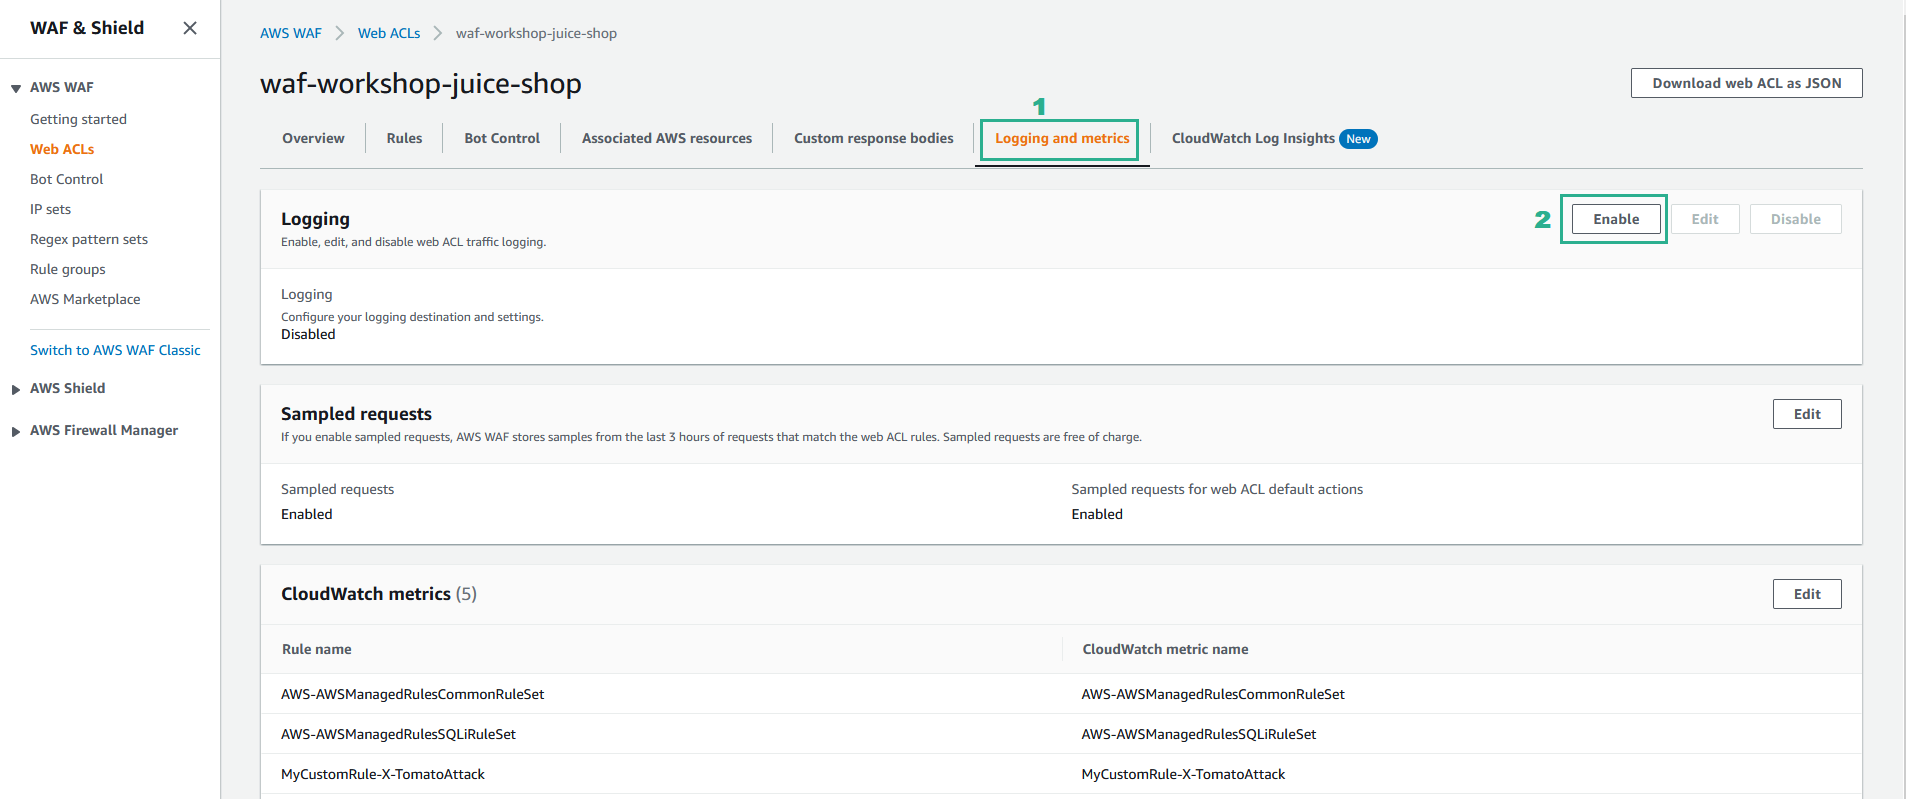 WAF & Shield
AWS WAF
Getting started
Web ACLs
Bot Control
IP sets
Regex pattern sets
Rule groups
AWS Marketplace
Switch to AWS WAF Classic
AWS Shield
AWS Firewall Manager
AWS WAF > Web ACLs > waf-workshop-juice-shop
waf-workshop-juice-shop
Download web ACL as JSON
1
Overview Rules Bot Control Associated AWS resources Custom response bodies Logging and metrics CloudWatch Log Insights New
Logging
Enable, edit, and disable web ACL traffic logging.
2 Enable Edit Disable
Logging
Configure your logging destination and settings.
Disabled
Sampled requests
If you enable sampled requests, AWS WAF stores samples from the last 3 hours of requests that match the web ACL rules. Sampled requests are free of charge.
Edit
Sampled requests
Enabled
Sampled requests for web ACL default actions
Enabled
CloudWatch metrics (5)
Edit
Rule name CloudWatch metric name
AWS-AWSManagedRulesCommonRuleSet AWS-AWSManagedRulesCommonRuleSet
AWS-AWSManagedRulesSQLiRuleSet AWS-AWSManagedRulesSQLiRuleSet
MyCustomRule-X-TomatoAttack MyCustomRule-X-TomatoAttack